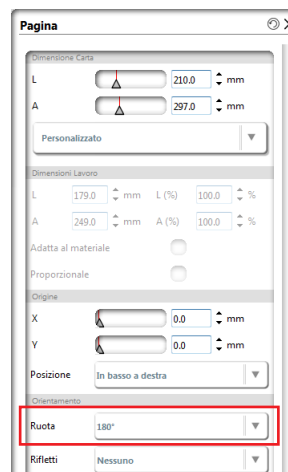 Pagina
Dimensione Carta
L 210.0 mm
A 297.0 mm
Personalizzato
Dimensioni Lavoro
L 179.0 mm L (%) 100.0 %
A 249.0 mm A (%) 100.0 %
Adatta al materiale
Proporzionale
Origine
X 0.0 mm
Y 0.0 mm
Posizione In basso a destra
Orientamento
Ruota 180°
Rifletti Nessuno